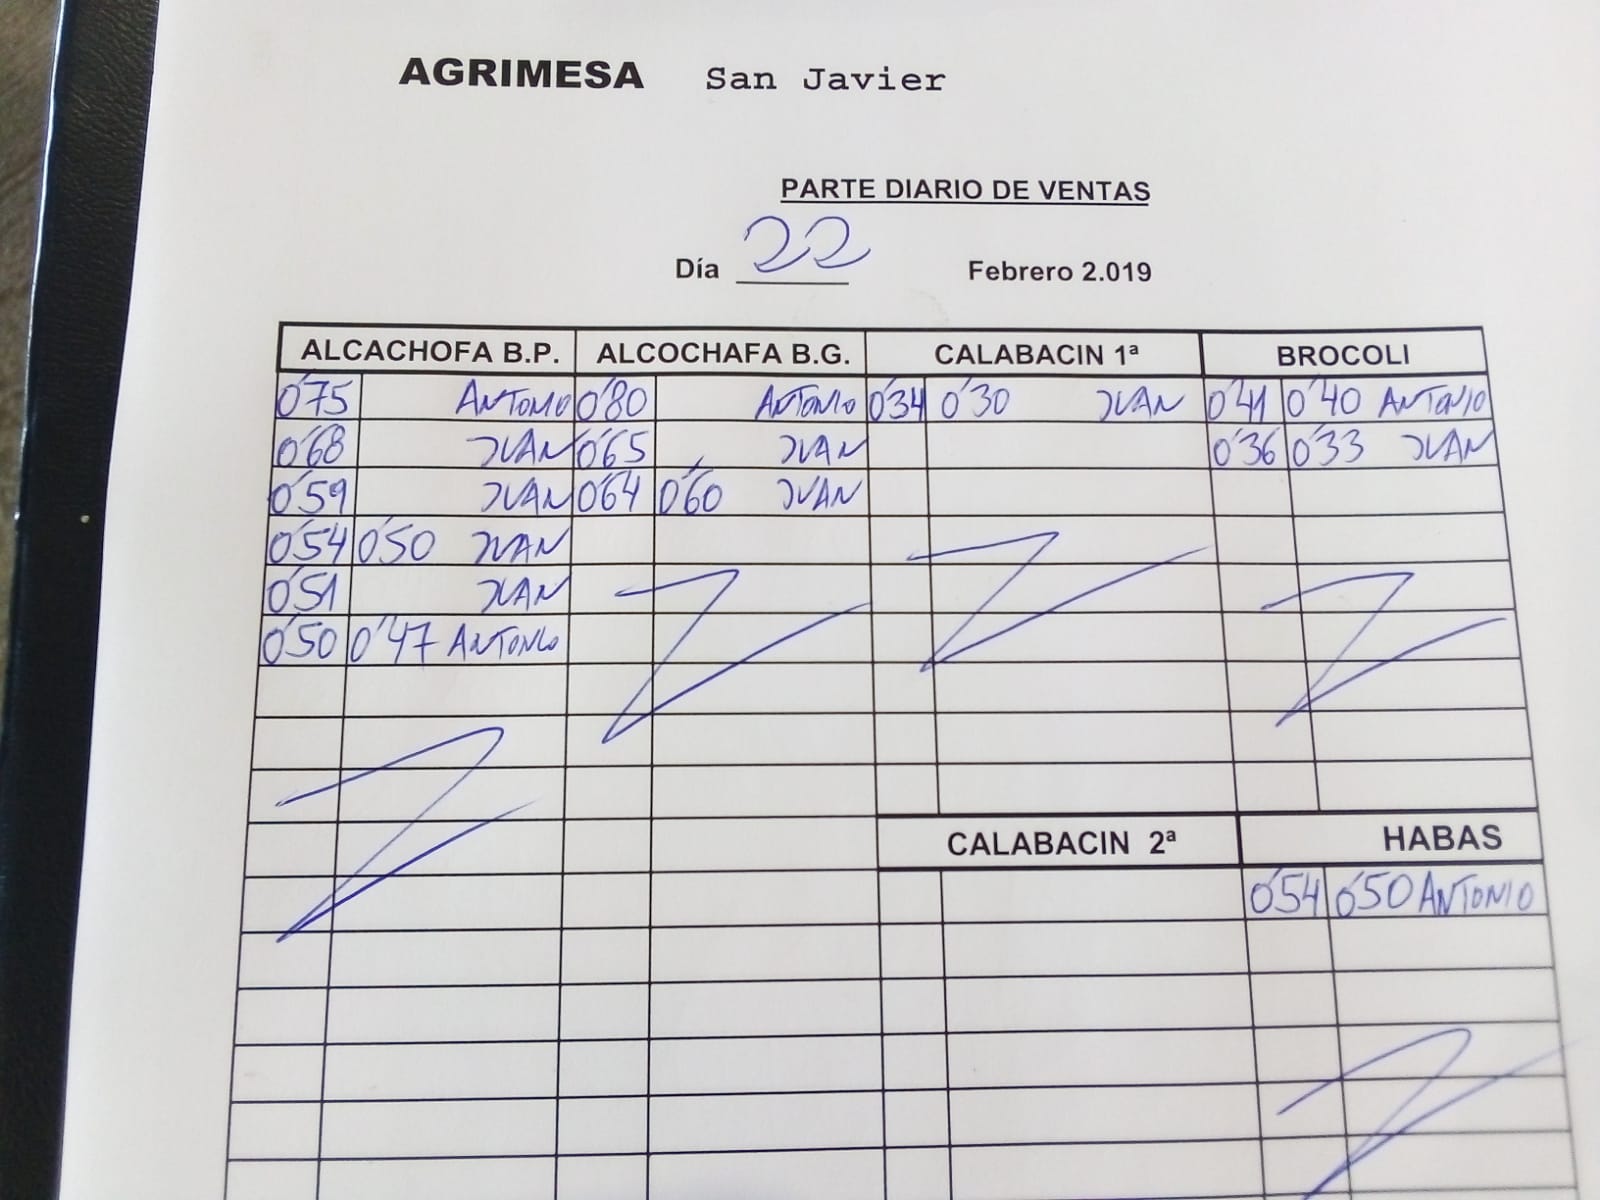 AGRIMESA San Javier
PARTE DIARIO DE VENTAS
Día 22 Febrero 2.019
ALCACHOFA B.P. ALCOCHAFA B.G. CALABACIN 1ª BROCOLI
0'75 ANTONIO 0'80 ANTONIO 0'34 0'30 JUAN 0'41 0'40 ANTONIO
0'68 JUAN 0'65 JUAN 0'36 0'33 JUAN
0'59 JUAN 0'64 0'60 JUAN
0'54 0'50 JUAN
0'51 JUAN
0'50 0'47 ANTONIO
CALABACIN 2ª HABAS
0'54 0'50 ANTONIO